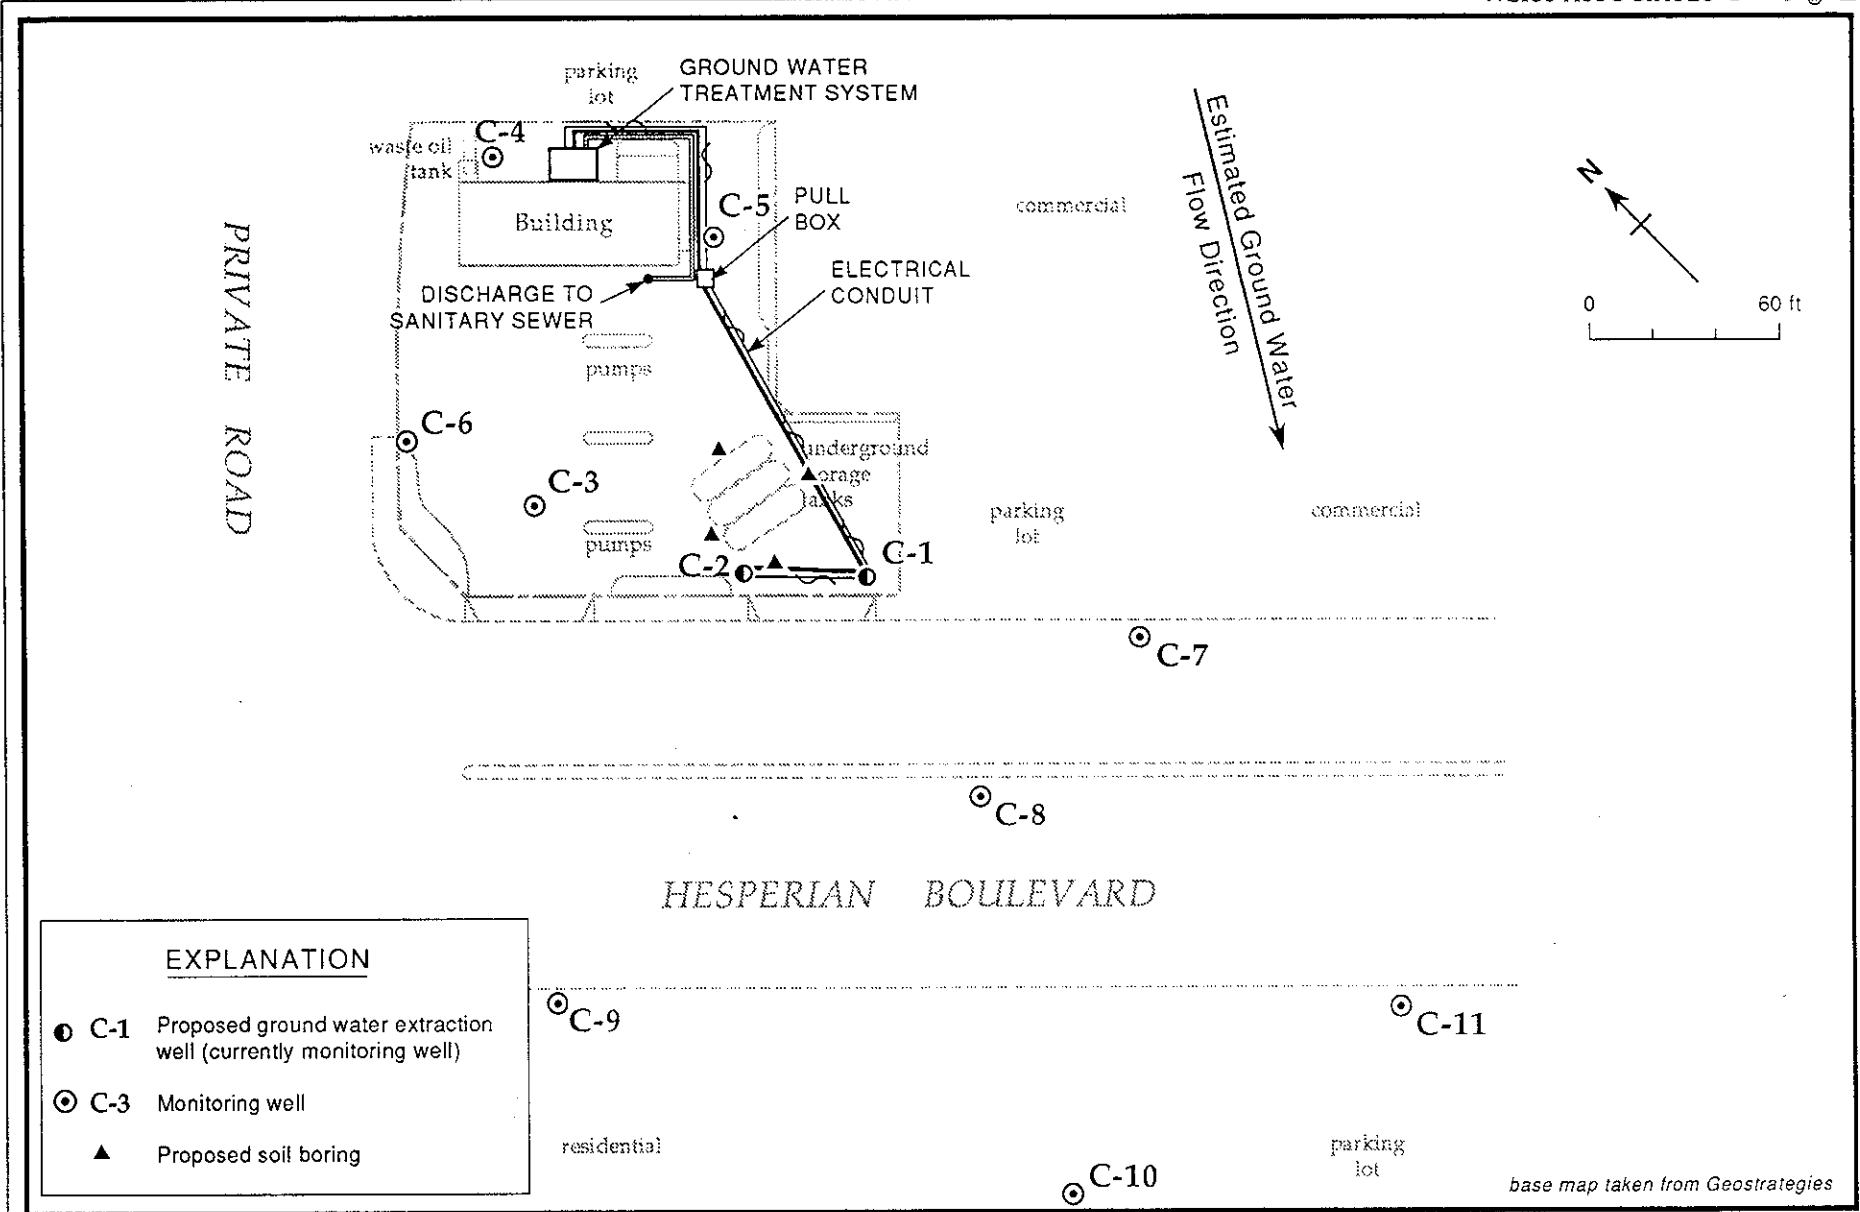 parking
lot
GROUND WATER
TREATMENT SYSTEM
C-4
waste oil
tank
Building
C-5
PULL
BOX
commercial
Estimated Ground Water
Flow Direction
N
0 60 ft
PRIVATE ROAD
DISCHARGE TO
SANITARY SEWER
ELECTRICAL
CONDUIT
pumps
C-6
C-3
underground
orage
tanks
parking
lot
commercial
pumps
C-2
C-1
C-7
C-8
HESPERIAN BOULEVARD
EXPLANATION
C-1 Proposed ground water extraction
well (currently monitoring well)
C-3 Monitoring well
Proposed soil boring
C-9
C-11
residential
parking
lot
C-10
base map taken from Geostrategies